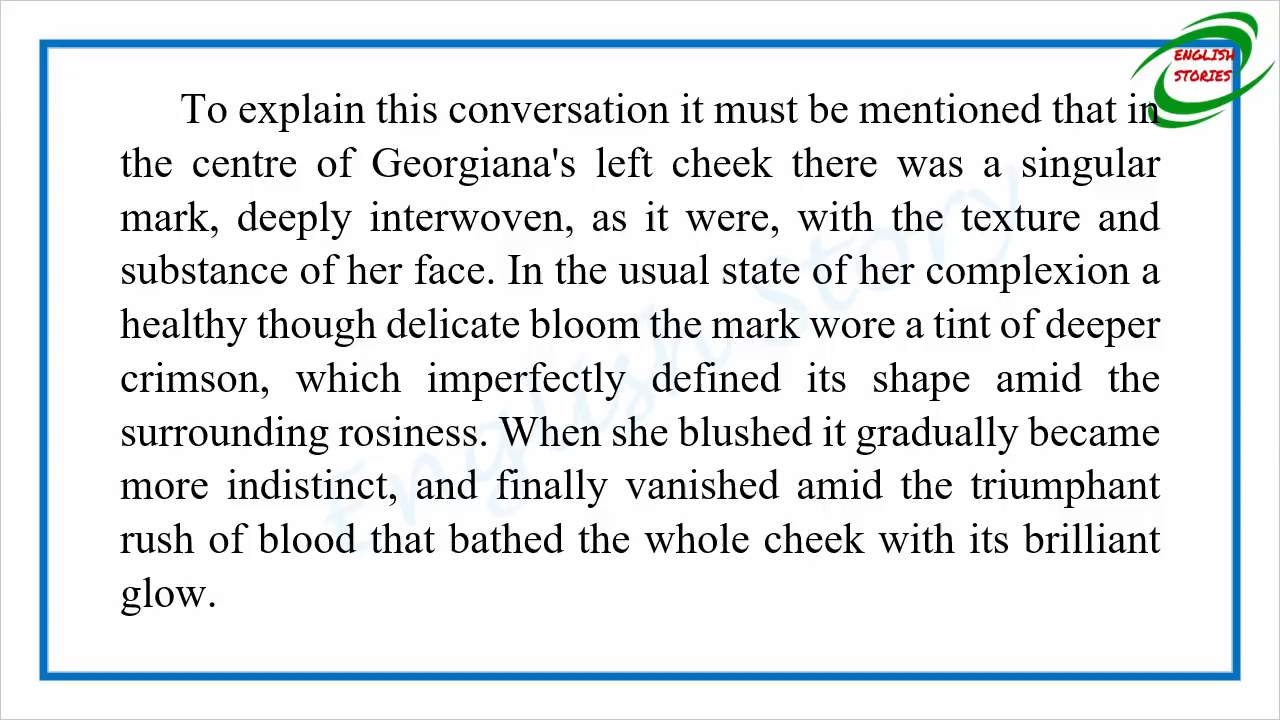 ENGLISH
STORIES
To explain this conversation it must be mentioned that in
the centre of Georgiana's left cheek there was a singular
mark, deeply interwoven, as it were, with the texture and
substance of her face. In the usual state of her complexion a
healthy though delicate bloom the mark wore a tint of deeper
crimson, which imperfectly defined its shape amid the
surrounding rosiness. When she blushed it gradually became
more indistinct, and finally vanished amid the triumphant
rush of blood that bathed the whole cheek with its brilliant
glow.
English Story